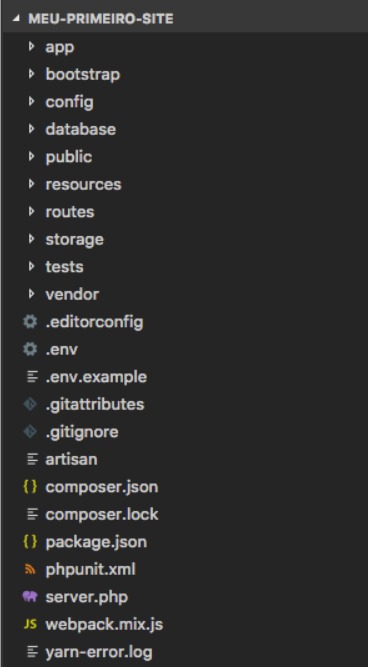 MEU-PRIMEIRO-SITE
app
bootstrap
config
database
public
resources
routes
storage
tests
vendor
.editorconfig
.env
.env.example
.gitattributes
.gitignore
artisan
{} composer.json
composer.lock
{} package.json
phpunit.xml
server.php
JS webpack.mix.js
yarn-error.log